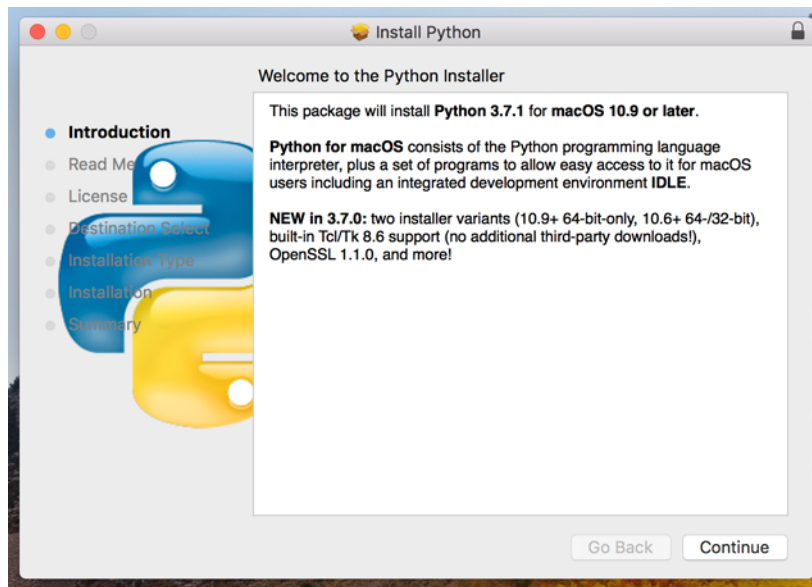 Install Python
Welcome to the Python Installer
Introduction
Read Me
License
Destination Select
Installation Type
Installation
Summary
This package will install Python 3.7.1 for macOS 10.9 or later.
Python for macOS consists of the Python programming language
interpreter, plus a set of programs to allow easy access to it for macOS
users including an integrated development environment IDLE.
NEW in 3.7.0: two installer variants (10.9+ 64-bit-only, 10.6+ 64-/32-bit),
built-in Tcl/Tk 8.6 support (no additional third-party downloads!),
OpenSSL 1.1.0, and more!
Go Back
Continue